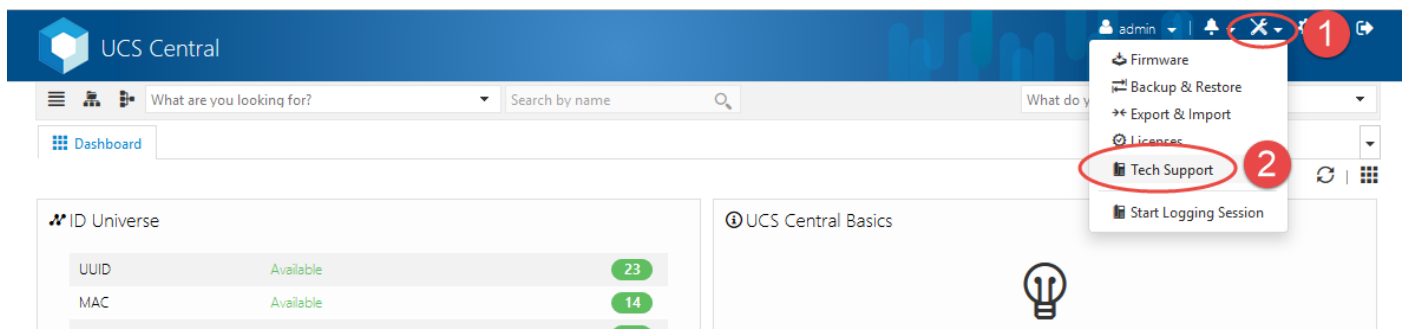 UCS Central
admin
1
Firmware
Backup & Restore
Export & Import
Licenses
Tech Support
2
Start Logging Session
What are you looking for?
Search by name
What do y
Dashboard
ID Universe
UCS Central Basics
UUID Available 23
MAC Available 14